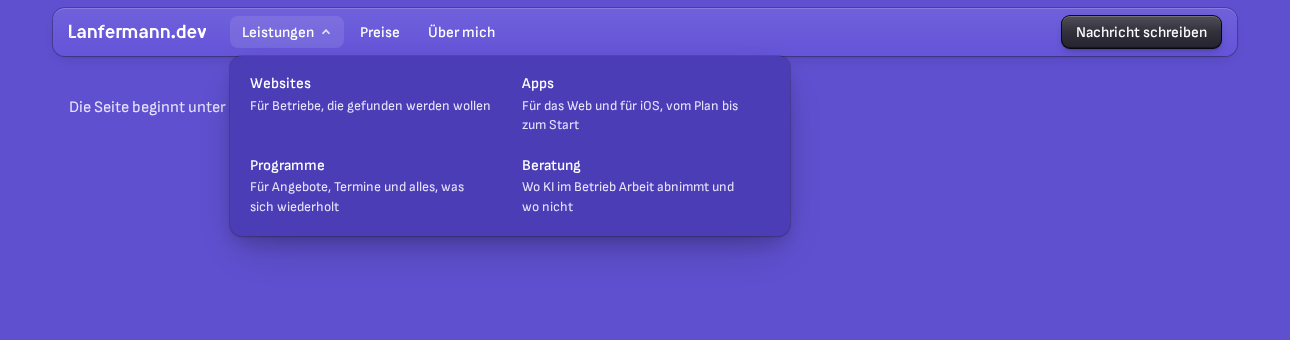 Lanfermann.dev
Leistungen
Preise
Über mich
Nachricht schreiben
Die Seite beginnt unter
Websites
Für Betriebe, die gefunden werden wollen
Apps
Für das Web und für iOS, vom Plan bis
zum Start
Programme
Für Angebote, Termine und alles, was
sich wiederholt
Beratung
Wo KI im Betrieb Arbeit abnimmt und
wo nicht